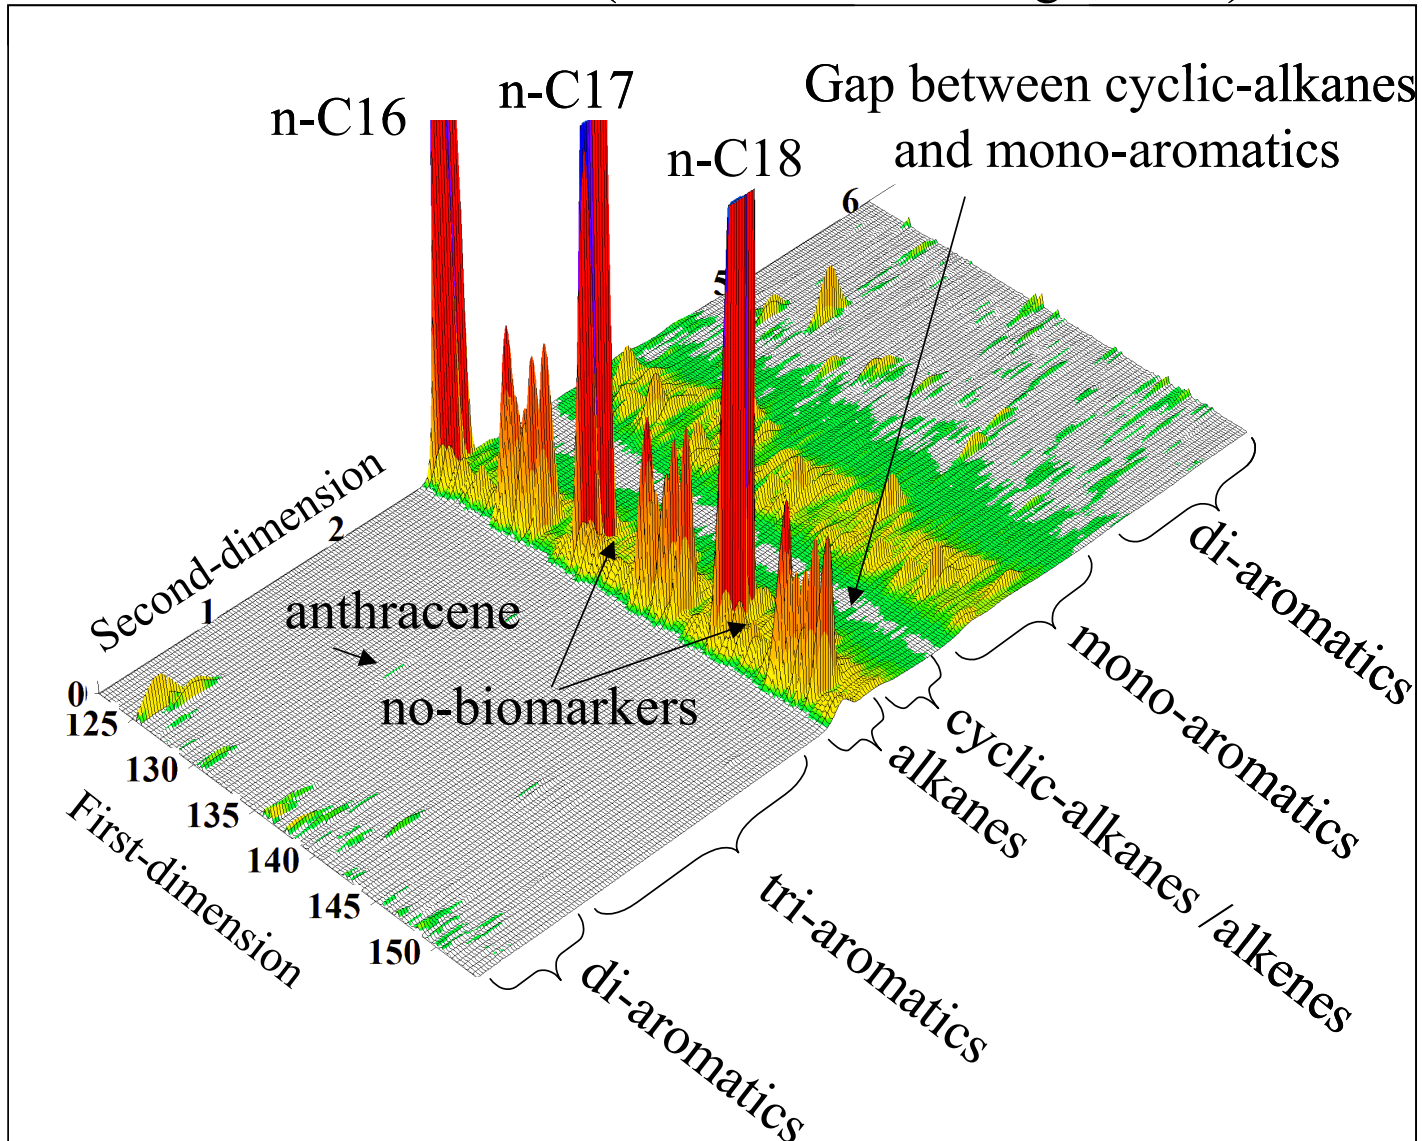 n-C16
n-C17
n-C18
Gap between cyclic-alkanes
and mono-aromatics
6
5
2
1
0
Second-dimension
anthracene
no-biomarkers
125
130
135
140
145
150
First-dimension
di-aromatics
mono-aromatics
cyclic-alkanes /alkenes
alkanes
tri-aromatics
di-aromatics